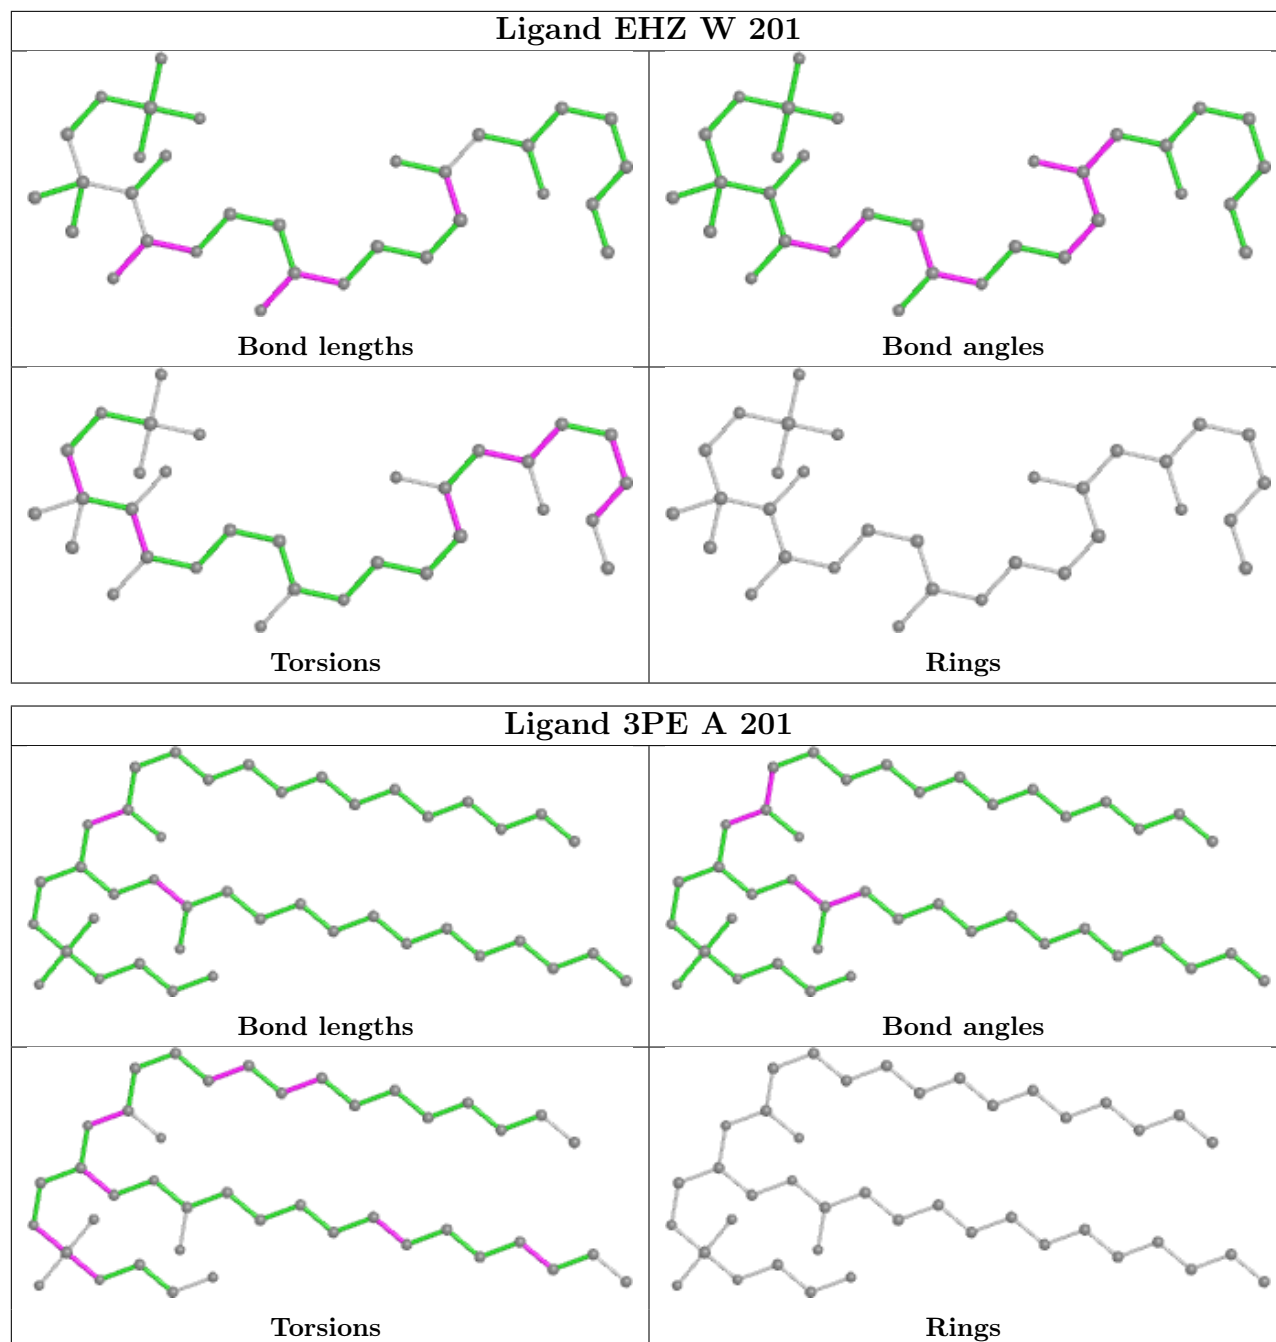 Ligand EHZ W 201
Bond lengths
Bond angles
Torsions
Rings
Ligand 3PE A 201
Bond lengths
Bond angles
Torsions
Rings